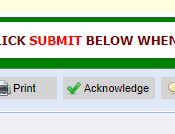 LICK SUBMIT BELOW WHEN
Print Acknowledge